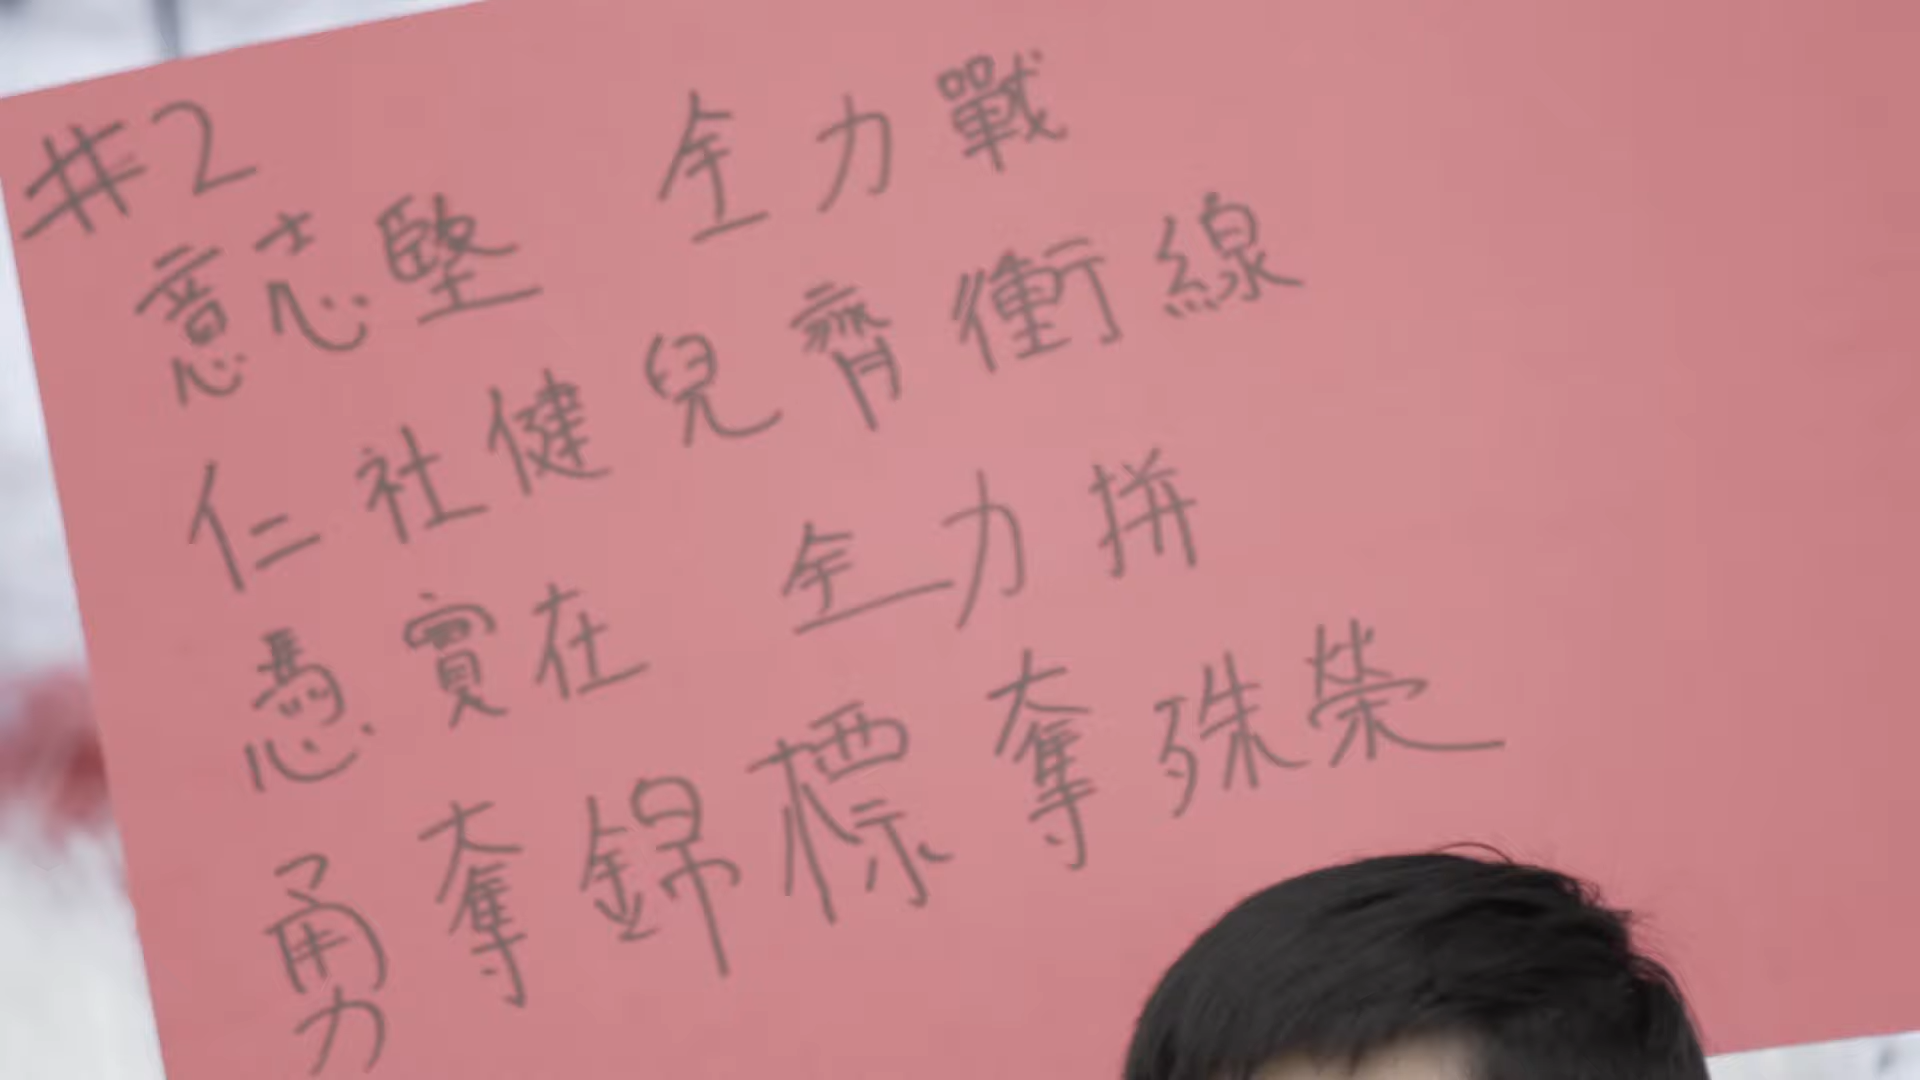 #2
意志堅 全力戰
仁社健兒齊衝線
憑實在 全力拼
勇奪錦標奪殊榮